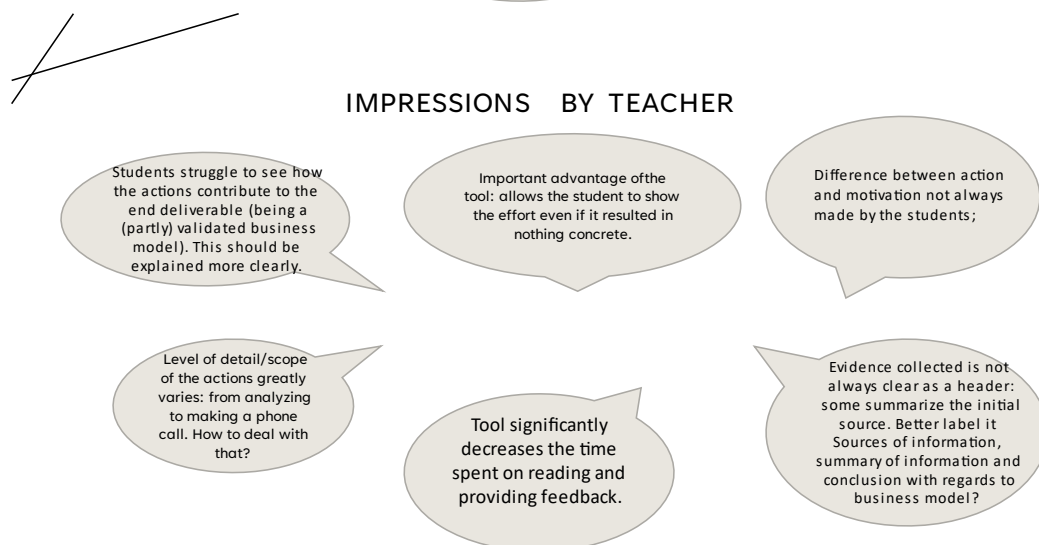 IMPRESSIONS BY TEACHER
Students struggle to see how
the actions contribute to the
end deliverable (being a
(partly) validated business
model). This should be
explained more clearly.
Important advantage ofthe
tool: allows the student to show
the effort even if it resulted in
nothing concrete.
Difference between action
and motivation not always
made by the students;
Level of detail/scope
of the actions greatly
varies: from analyzing
to making a phone
call. How to deal with
that?
Tool significantly
decreases the time
spent on reading and
providing feedback.
Evidence collected is not
always clear as a header:
some summarize the initial
source. Better label it
Sources of information,
summary of information and
conclusion with regards to
business model?